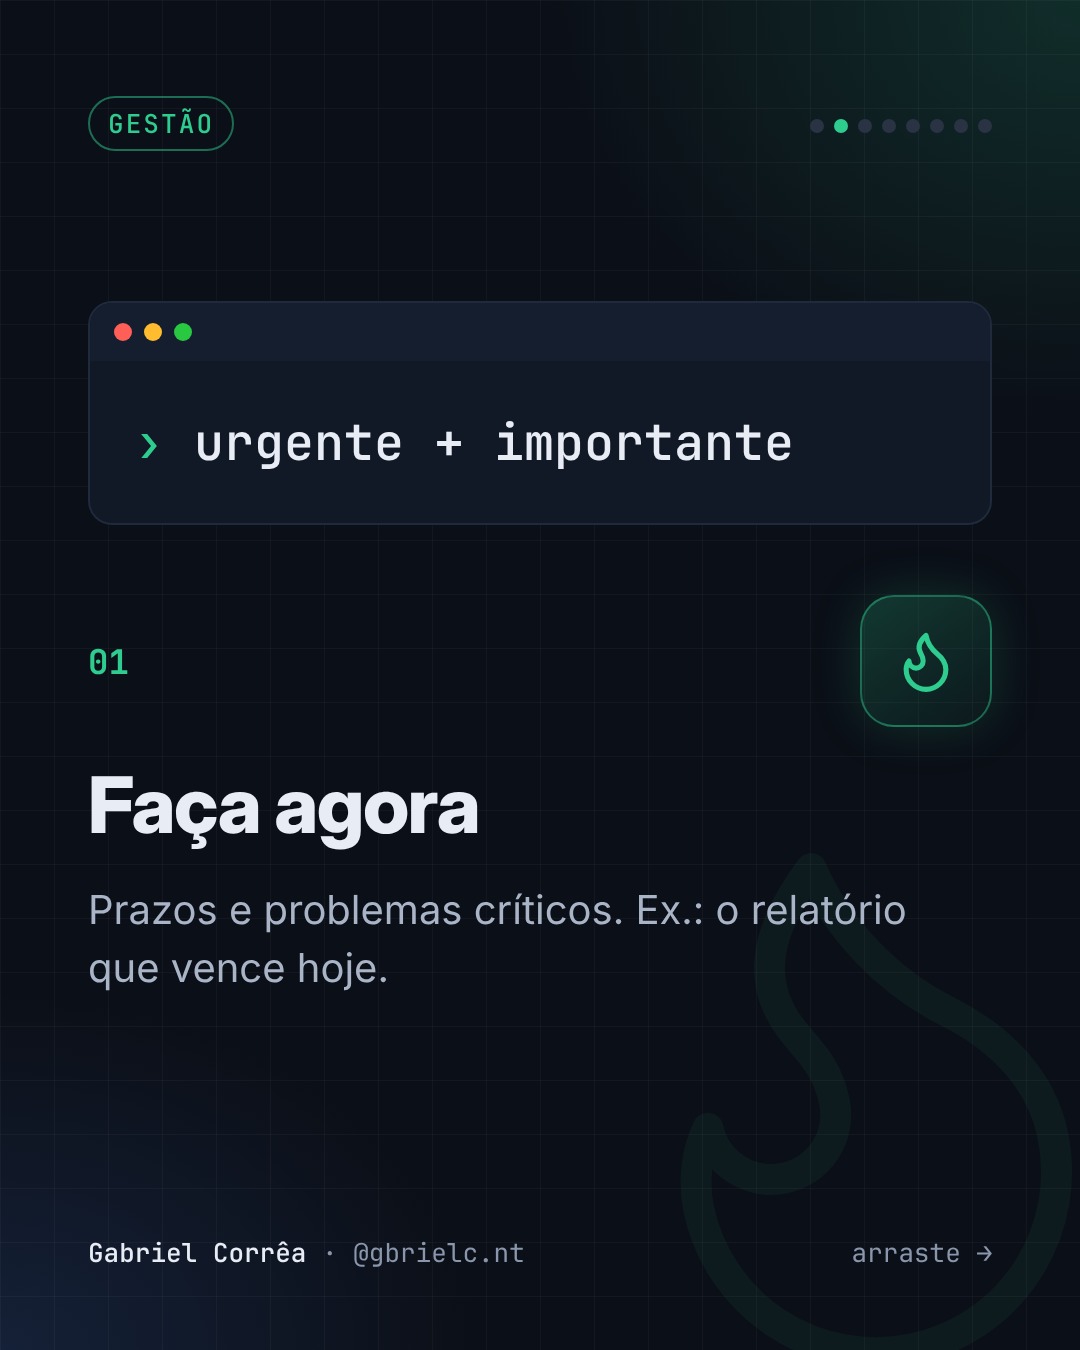 GESTÃO
› urgente + importante
01
Faça agora
Prazos e problemas críticos. Ex.: o relatório
que vence hoje.
Gabriel Corrêa · @gbrielc.nt
arraste →